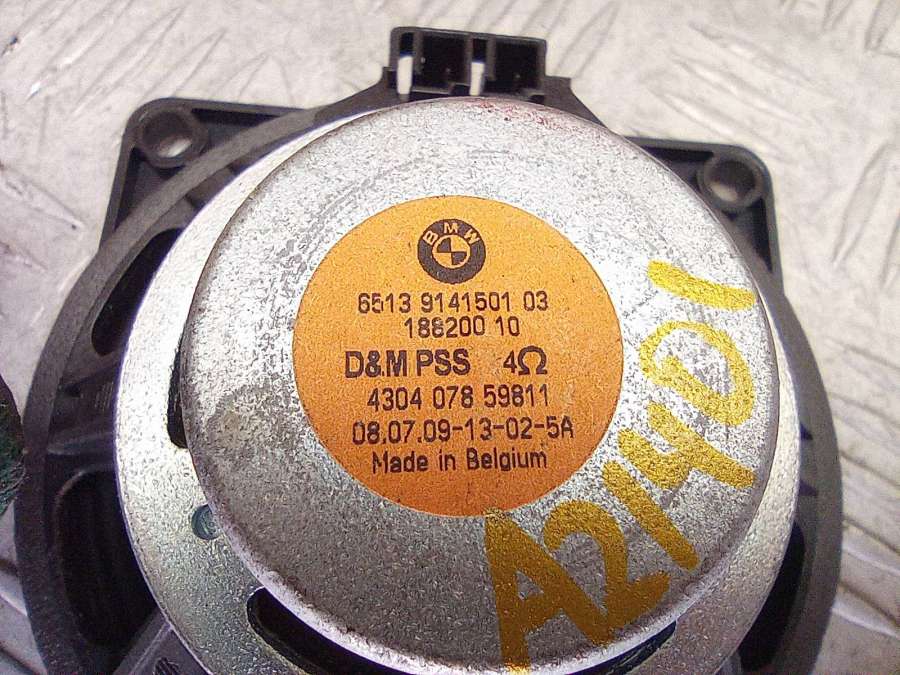 BMW
6513 9141501 03
188200 10
D&M PSS 4Ω
4304 078 59811
08.07.09-13-02-5A
Made in Belgium
A21401